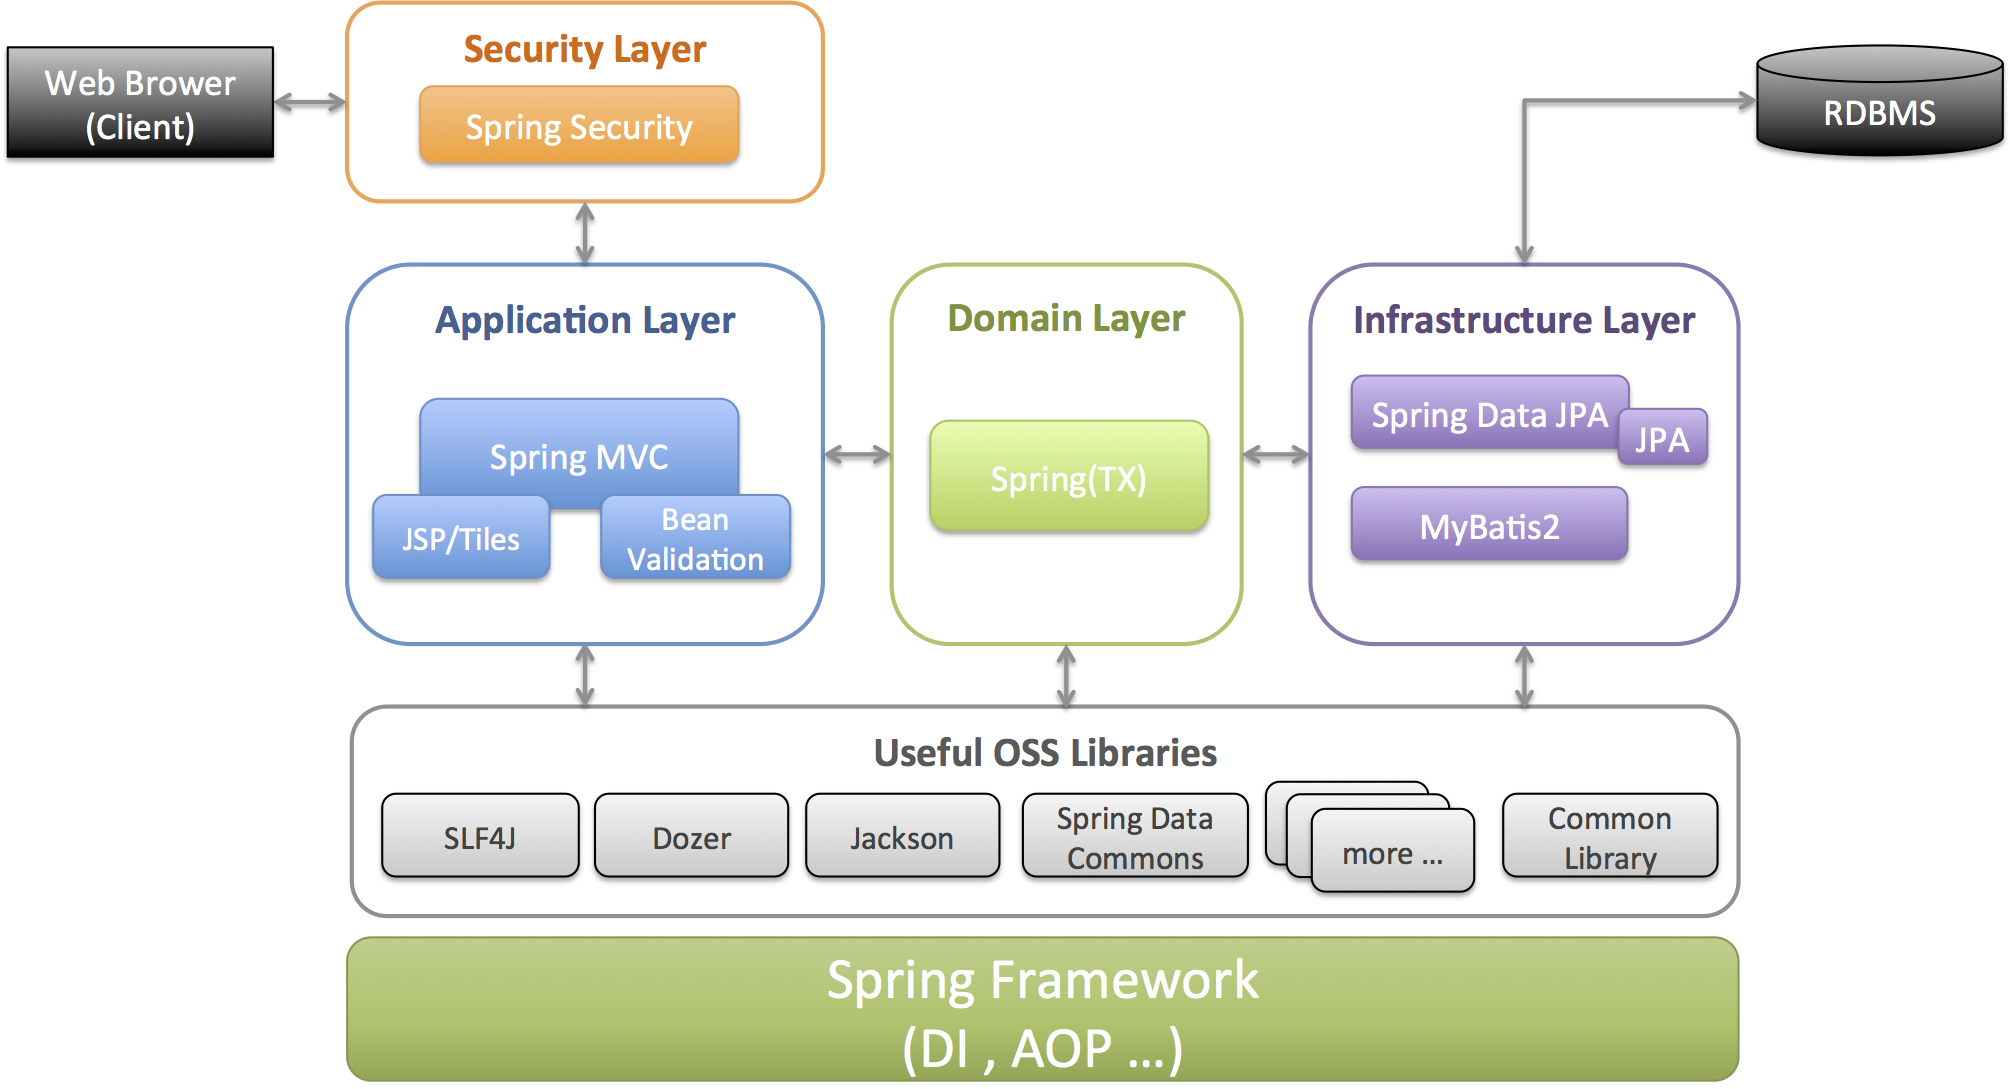 Security Layer
Spring Security
Web Brower
(Client)
RDBMS
Application Layer
Spring MVC
JSP/Tiles
Bean
Validation
Domain Layer
Spring(TX)
Infrastructure Layer
Spring Data JPA
JPA
MyBatis2
Useful OSS Libraries
SLF4J
Dozer
Jackson
Spring Data
Commons
more ...
Common
Library
Spring Framework
(DI , AOP ...)